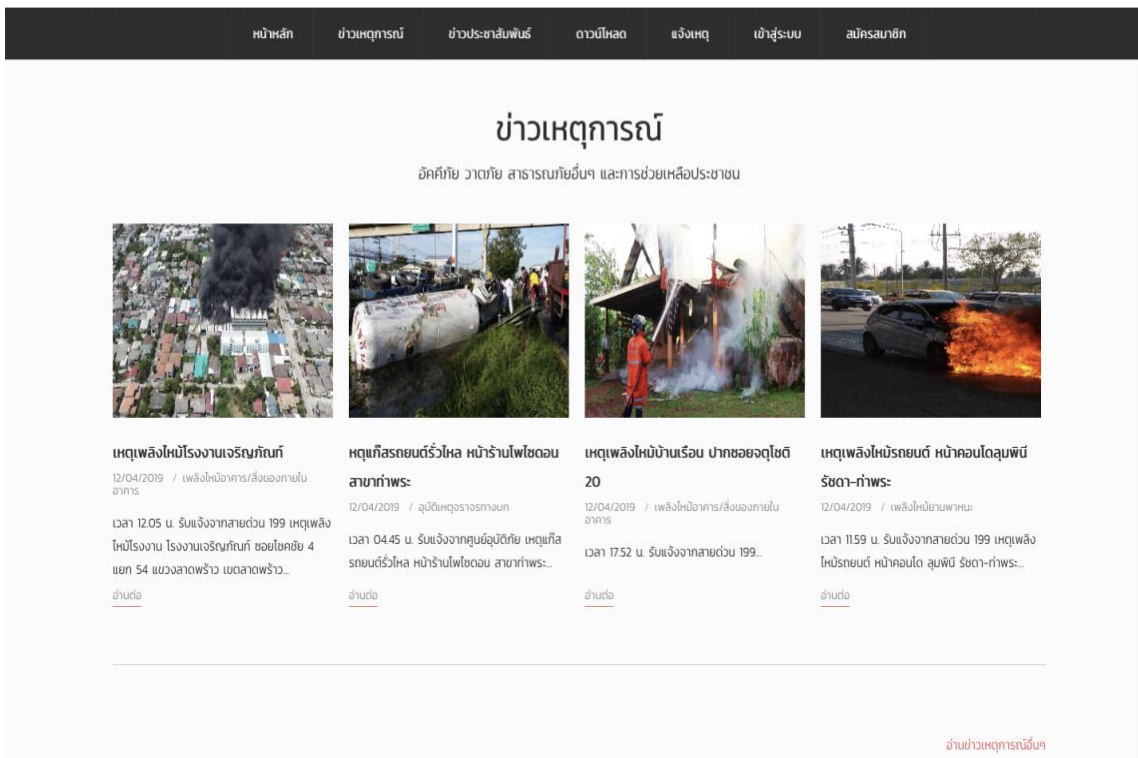 หน้าหลัก ข่าวเหตุการณ์ ข่าวประชาสัมพันธ์ ดาวน์โหลด แจ้งเหตุ เข้าสู่ระบบ สมัครสมาชิก
ข่าวเหตุการณ์
อัคคีภัย วาตภัย สาธารณภัยอื่นๆ และการช่วยเหลือประชาชน
เหตุเพลิงไหม้โรงงานเจริญภัณฑ์
12/04/2019 / เพลิงไหม้อาคาร/สิ่งของภายใน
อาคาร
เวลา 12.05 น. รับแจ้งจากสายด่วน 199 เหตุเพลิง
ไหม้โรงงาน โรงงานเจริญภัณฑ์ ซอยโชคชัย 4
แยก 54 แขวงลาดพร้าว เขตลาดพร้าว...
อ่านต่อ
หตุแก๊สรถยนต์รั่วไหล หน้าร้านโฟไซดอน
สาขาท่าพระ
12/04/2019 / อุบัติเหตุจราจรทางบก
เวลา 04.45 น. รับแจ้งจากศูนย์อุบัติภัย เหตุแก๊ส
รถยนต์รั่วไหล หน้าร้านโฟไซดอน สาขาท่าพระ...
อ่านต่อ
เหตุเพลิงไหม้บ้านเรือน ปากซอยจตุโชติ
20
12/04/2019 / เพลิงไหม้อาคาร/สิ่งของภายใน
อาคาร
เวลา 17.52 น. รับแจ้งจากสายด่วน 199...
อ่านต่อ
เหตุเพลิงไหม้รถยนต์ หน้าคอนโดลุมพินี
รัชดา-ท่าพระ
12/04/2019 / เพลิงไหม้ยานพาหนะ
เวลา 11.59 น. รับแจ้งจากสายด่วน 199 เหตุเพลิง
ไหม้รถยนต์ หน้าคอนโด ลุมพินี รัชดา-ท่าพระ...
อ่านต่อ
อ่านข่าวเหตุการณ์อื่นๆ